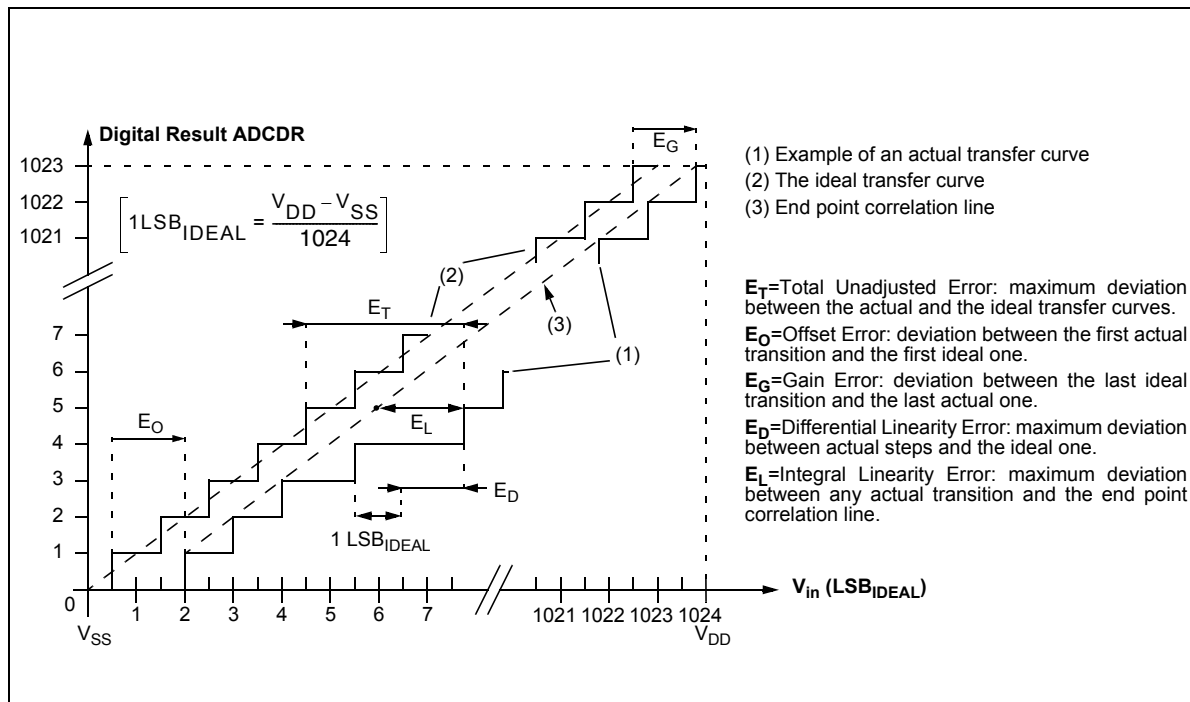 Digital Result ADCDR
1023
1022
1021
7
6
5
4
3
2
1
0
1LSB_IDEAL = (V_DD – V_SS) / 1024
E_G
(2)
E_T
(3)
(1)
E_O
E_L
E_D
1 LSB_IDEAL
1 2 3 4 5 6 7 1021 1022 1023 1024
V_in (LSB_IDEAL)
V_SS
V_DD
(1) Example of an actual transfer curve
(2) The ideal transfer curve
(3) End point correlation line
E_T=Total Unadjusted Error: maximum deviation
between the actual and the ideal transfer curves.
E_O=Offset Error: deviation between the first actual
transition and the first ideal one.
E_G=Gain Error: deviation between the last ideal
transition and the last actual one.
E_D=Differential Linearity Error: maximum deviation
between actual steps and the ideal one.
E_L=Integral Linearity Error: maximum deviation
between any actual transition and the end point
correlation line.